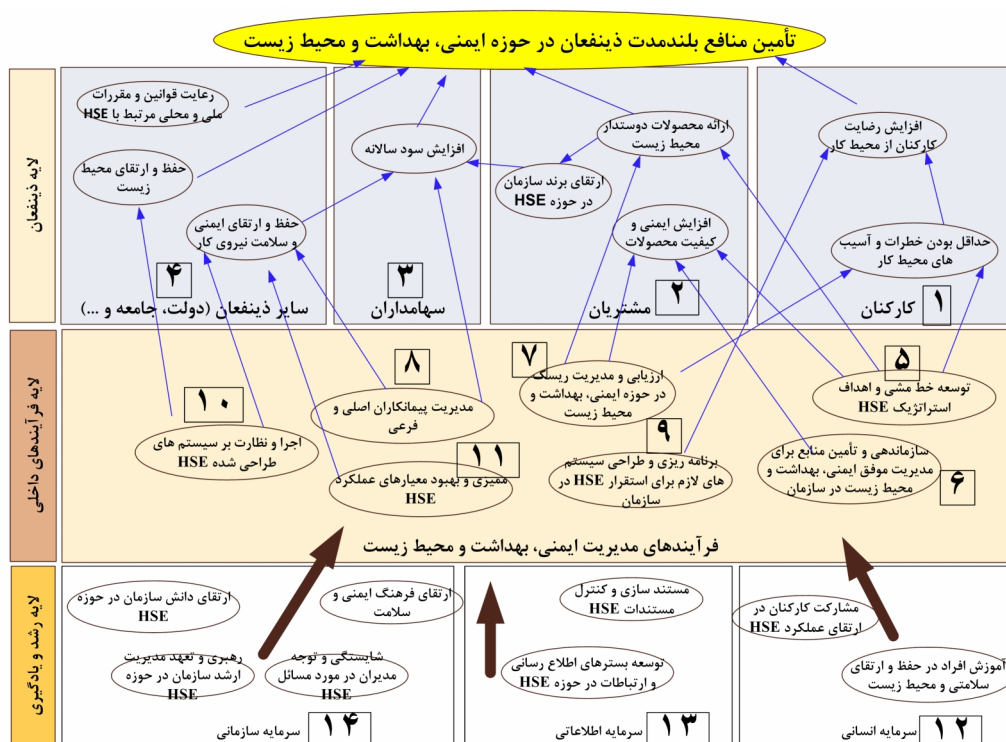 تأمین منافع بلندمدت ذینفعان در حوزه ایمنی، بهداشت و محیط زیست
لایه ذینفعان
افزایش رضایت
کارکنان از محیط کار
حداقل بودن خطرات و آسیب
های محیط کار
۱
کارکنان
ارائه محصولات دوستدار
محیط زیست
ارتقای برند سازمان
در حوزه HSE
افزایش ایمنی و
کیفیت محصولات
۲
مشتریان
افزایش سود سالانه
۳
سهامداران
رعایت قوانین و مقررات
ملی و محلی مرتبط با HSE
حفظ و ارتقای محیط
زیست
حفظ و ارتقای ایمنی
و سلامت نیروی کار
۴
سایر ذینفعان (دولت، جامعه و ...)
لایه فرآیندهای داخلی
۵
توسعه خط مشی و اهداف
استراتژیک HSE
۶
سازماندهی و تأمین منابع برای
مدیریت موفق ایمنی، بهداشت و
محیط زیست در سازمان
۷
ارزیابی و مدیریت ریسک
در حوزه ایمنی، بهداشت و
محیط زیست
۹
برنامه ریزی و طراحی سیستم
های لازم برای استقرار HSE در
سازمان
۸
مدیریت پیمانکاران اصلی و
فرعی
۱۱
ممیزی و بهبود معیارهای عملکرد
HSE
۱۰
اجرا و نظارت بر سیستم های
طراحی شده HSE
فرآیندهای مدیریت ایمنی، بهداشت و محیط زیست
لایه رشد و یادگیری
مشارکت کارکنان در
ارتقای عملکرد HSE
آموزش افراد در حفظ و ارتقای
سلامتی و محیط زیست
۱۲
سرمایه انسانی
مستند سازی و کنترل
مستندات HSE
توسعه بسترهای اطلاع رسانی
و ارتباطات در حوزه HSE
۱۳
سرمایه اطلاعاتی
ارتقای فرهنگ ایمنی و
سلامت
ارتقای دانش سازمان در حوزه
HSE
شایستگی و توجه
مدیران در مورد مسائل
HSE
رهبری و تعهد مدیریت
ارشد سازمان در حوزه
HSE
۱۴
سرمایه سازمانی